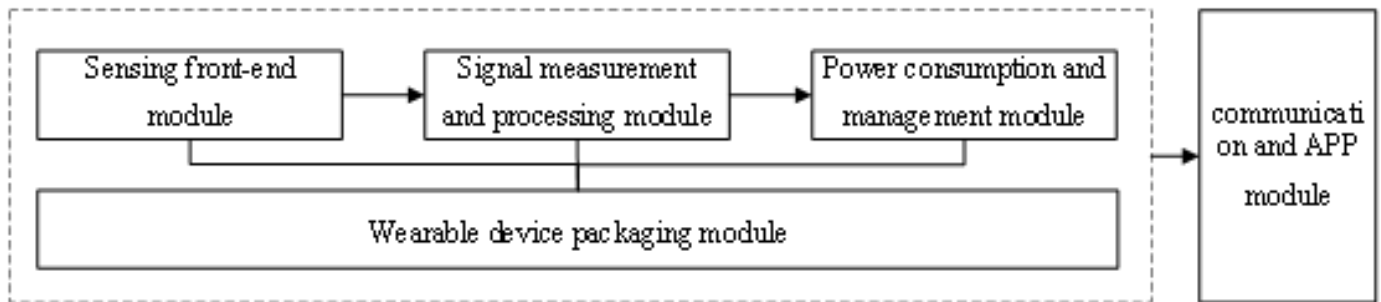 Sensing front-end
module
Signal measurement
and processing module
Power consumption and
management module
communicati
on and APP
module
Wearable device packaging module